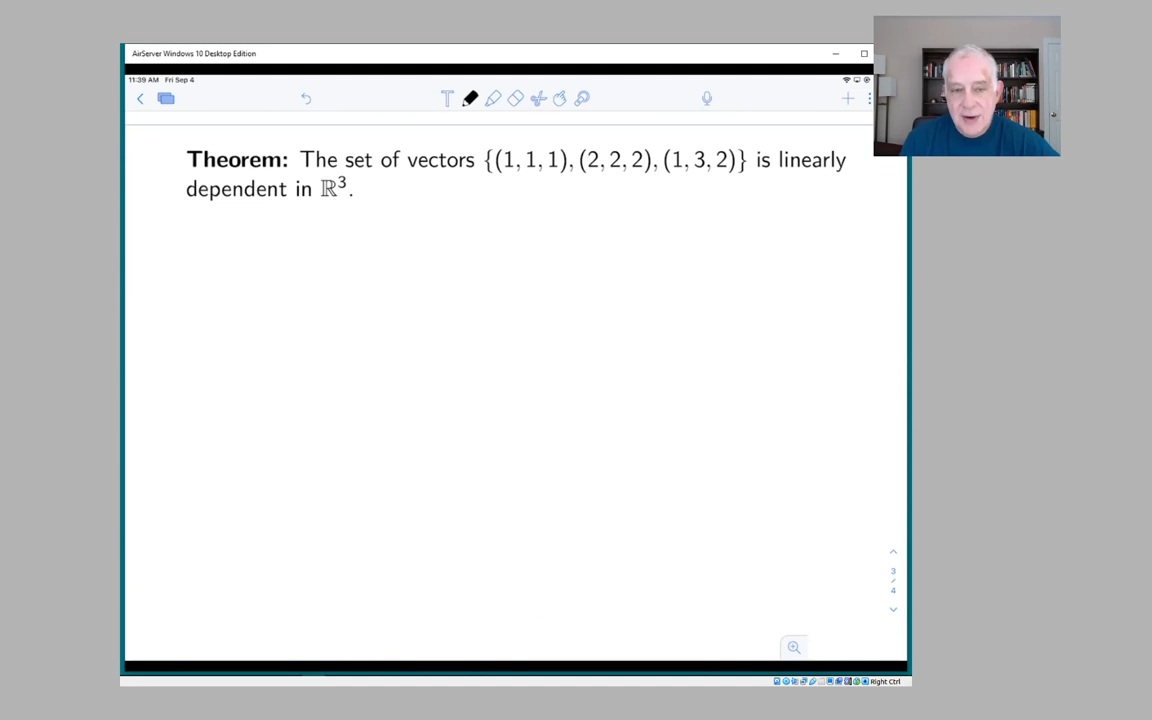 AirServer Windows 10 Desktop Edition
11:39 AM Fri Sep 4
Theorem: The set of vectors {(1, 1, 1), (2, 2, 2), (1, 3, 2)} is linearly
dependent in ℝ³.
3
/
4
Right Ctrl